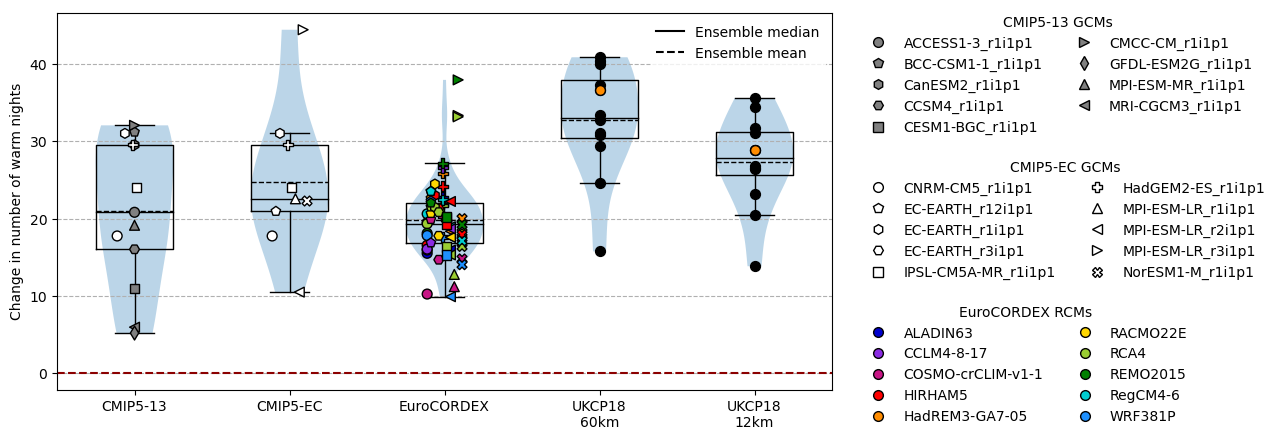 Change in number of warm nights
40
30
20
10
0
Ensemble median
Ensemble mean
CMIP5-13
CMIP5-EC
EuroCORDEX
UKCP18
60km
UKCP18
12km
CMIP5-13 GCMs
ACCESS1-3_r1i1p1
BCC-CSM1-1_r1i1p1
CanESM2_r1i1p1
CCSM4_r1i1p1
CESM1-BGC_r1i1p1
CMCC-CM_r1i1p1
GFDL-ESM2G_r1i1p1
MPI-ESM-MR_r1i1p1
MRI-CGCM3_r1i1p1
CMIP5-EC GCMs
CNRM-CM5_r1i1p1
EC-EARTH_r12i1p1
EC-EARTH_r1i1p1
EC-EARTH_r3i1p1
IPSL-CM5A-MR_r1i1p1
HadGEM2-ES_r1i1p1
MPI-ESM-LR_r1i1p1
MPI-ESM-LR_r2i1p1
MPI-ESM-LR_r3i1p1
NorESM1-M_r1i1p1
EuroCORDEX RCMs
ALADIN63
CCLM4-8-17
COSMO-crCLIM-v1-1
HIRHAM5
HadREM3-GA7-05
RACMO22E
RCA4
REMO2015
RegCM4-6
WRF381P